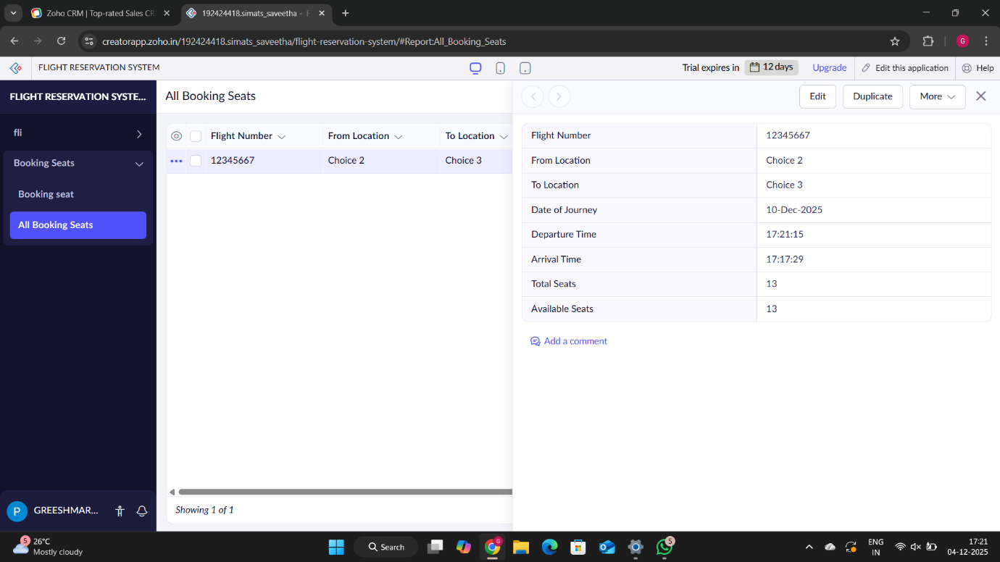 Zoho CRM | Top-rated Sales CR
192424418.simats_saveetha - F
creatorapp.zoho.in/192424418.simats_saveetha/flight-reservation-system/#Report:All_Booking_Seats
G
FLIGHT RESERVATION SYSTEM
Trial expires in 12 days Upgrade Edit this application Help
FLIGHT RESERVATION SYSTE...
fli
Booking Seats
Booking seat
All Booking Seats
P GREESHMAR...
All Booking Seats
Flight Number From Location To Location
12345667 Choice 2 Choice 3
Showing 1 of 1
Edit Duplicate More
Flight Number 12345667
From Location Choice 2
To Location Choice 3
Date of Journey 10-Dec-2025
Departure Time 17:21:15
Arrival Time 17:17:29
Total Seats 13
Available Seats 13
Add a comment
5
26°C
Mostly cloudy
Search
G
5
ENG
IN
17:21
04-12-2025